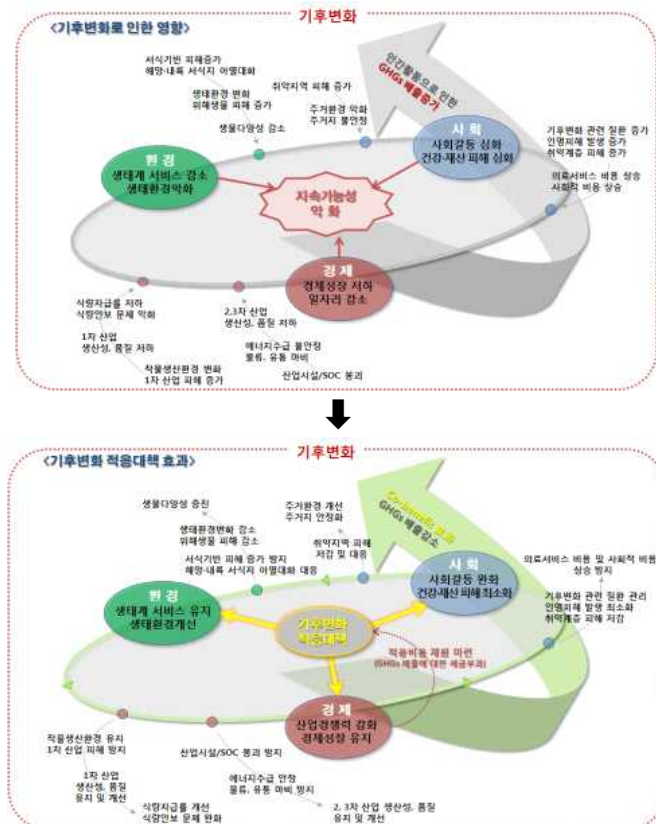 기후변화
<기후변화로 인한 영향>
서식기반 피해증가
해양·내륙 서식지 아열대화
생태환경 변화
위해생물 피해 증가
생물다양성 감소
취약지역 피해 증가
주거환경 악화
주거지 불안정
인간활동으로 인한
GHGs 배출증가
환 경
생태계 서비스 감소
생태환경악화
사 회
사회갈등 심화
건강·재산 피해 심화
기후변화 관련 질환 증가
인명피해 발생 증가
취약계층 피해 증가
의료서비스 비용 상승
사회적 비용 상승
지속가능성
악 화
경 제
경제성장 저하
일자리 감소
식량자급률 저하
식량안보 문제 악화
1차 산업
생산성, 품질 저하
작물생산환경 변화
1차 산업 피해 증가
2,3차 산업
생산성, 품질 저하
에너지수급 불안정
물류, 유통 마비
산업시설/SOC 붕괴
기후변화
<기후변화 적응대책 효과>
생물다양성 증진
생태환경변화 감소
위해생물 피해 감소
서식기반 피해 증가 방지
해양·내륙 서식지 아열대화 대응
주거환경 개선
주거지 안정화
취약지역 피해
저감 및 대응
Co-benefit 효과
GHGs 배출감소
환 경
생태계 서비스 유지
생태환경개선
사 회
사회갈등 완화
건강·재산 피해 최소화
의료서비스 비용 및 사회적 비용
상승 방지
기후변화 관련 질환 관리
인명피해 발생 최소화
취약계층 피해 저감
기후변화
적응대책
적응비용 재원 마련
(GHGs 배출에 대한 세금부과)
경 제
산업경쟁력 강화
경제성장 유지
작물생산환경 유지
1차 산업 피해 방지
1차 산업
생산성, 품질
유지 및 개선
식량자급률 개선
식량안보 문제 완화
산업시설/SOC 붕괴 방지
에너지수급 안정
물류, 유통 마비 방지
2, 3차 산업 생산성, 품질
유지 및 개선